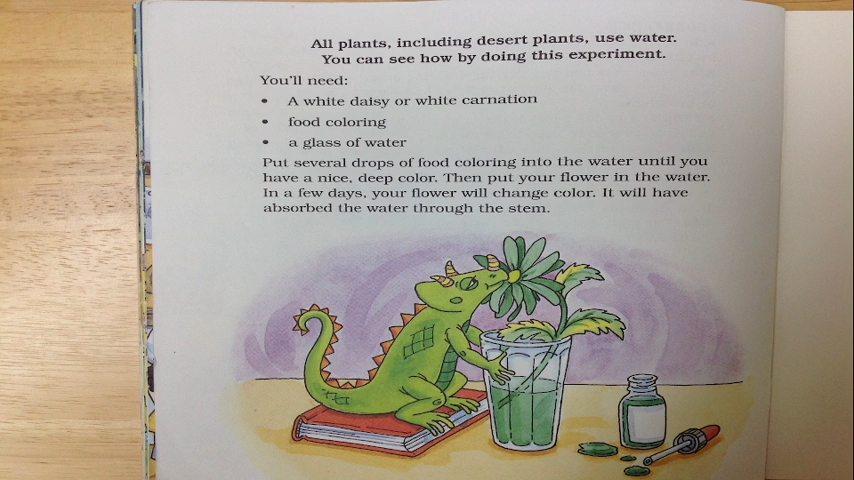 All plants, including desert plants, use water.
You can see how by doing this experiment.
You'll need:
• A white daisy or white carnation
• food coloring
• a glass of water
Put several drops of food coloring into the water until you
have a nice, deep color. Then put your flower in the water.
In a few days, your flower will change color. It will have
absorbed the water through the stem.